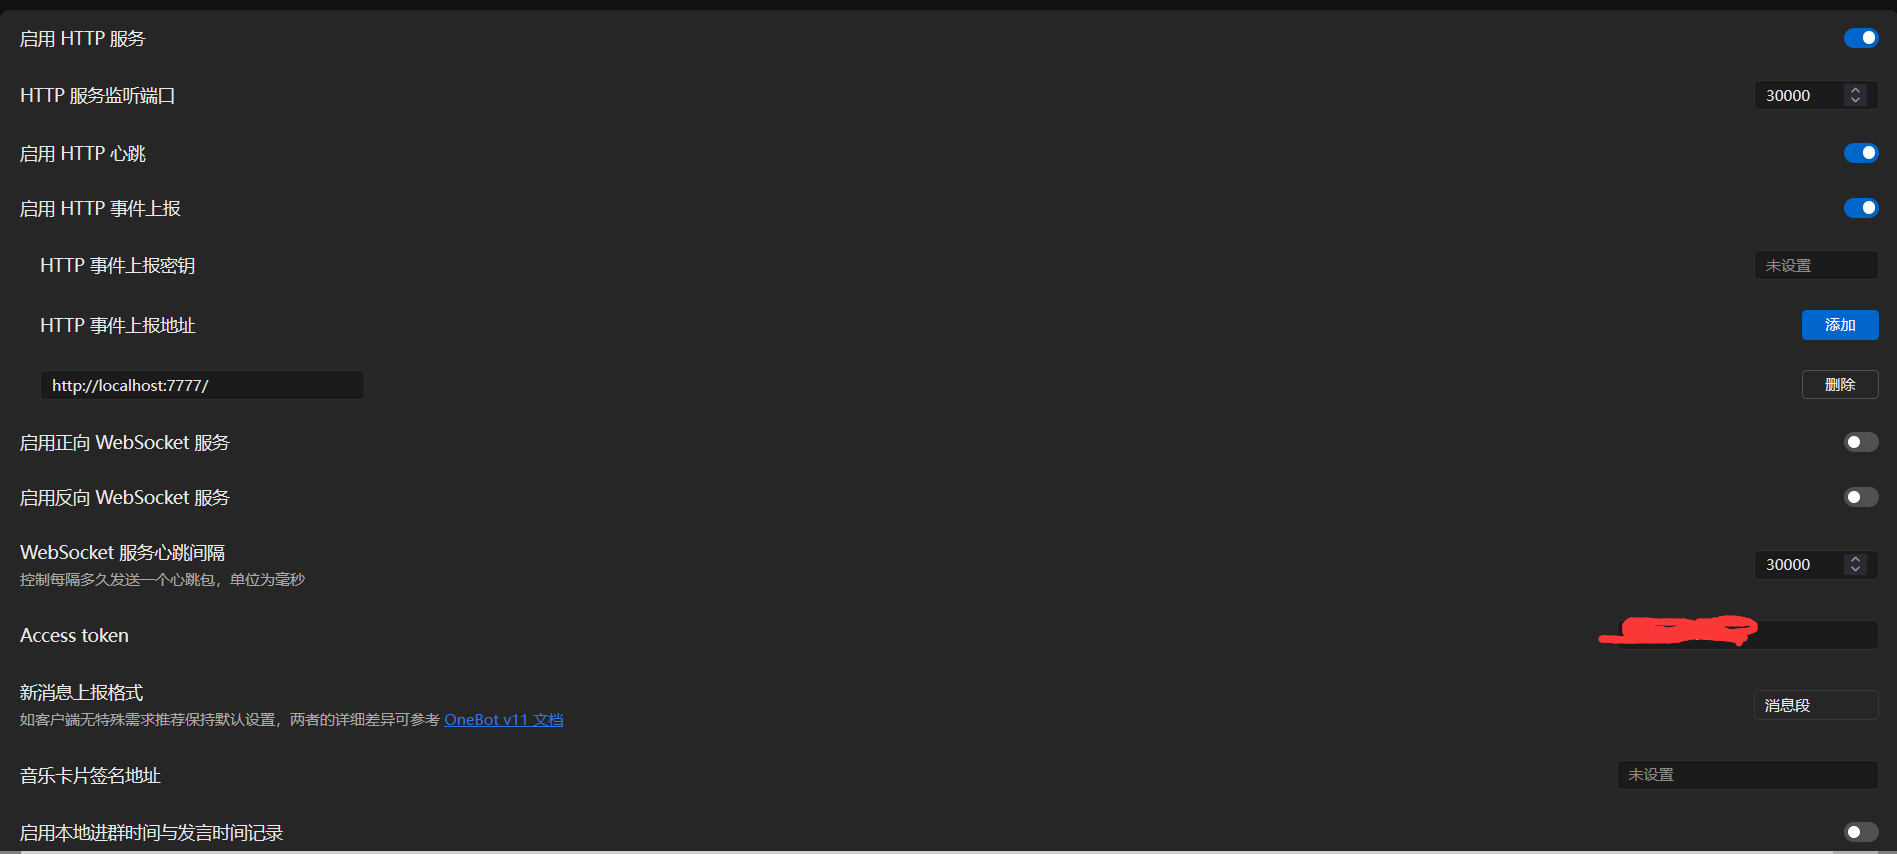 启用 HTTP 服务
HTTP 服务监听端口
30000
启用 HTTP 心跳
启用 HTTP 事件上报
HTTP 事件上报密钥
未设置
HTTP 事件上报地址
添加
http://localhost:7777/
删除
启用正向 WebSocket 服务
启用反向 WebSocket 服务
WebSocket 服务心跳间隔
控制每隔多久发送一个心跳包，单位为毫秒
30000
Access token
新消息上报格式
如客户端无特殊需求推荐保持默认设置，两者的详细差异可参考 OneBot v11 文档
消息段
音乐卡片签名地址
未设置
启用本地进群时间与发言时间记录